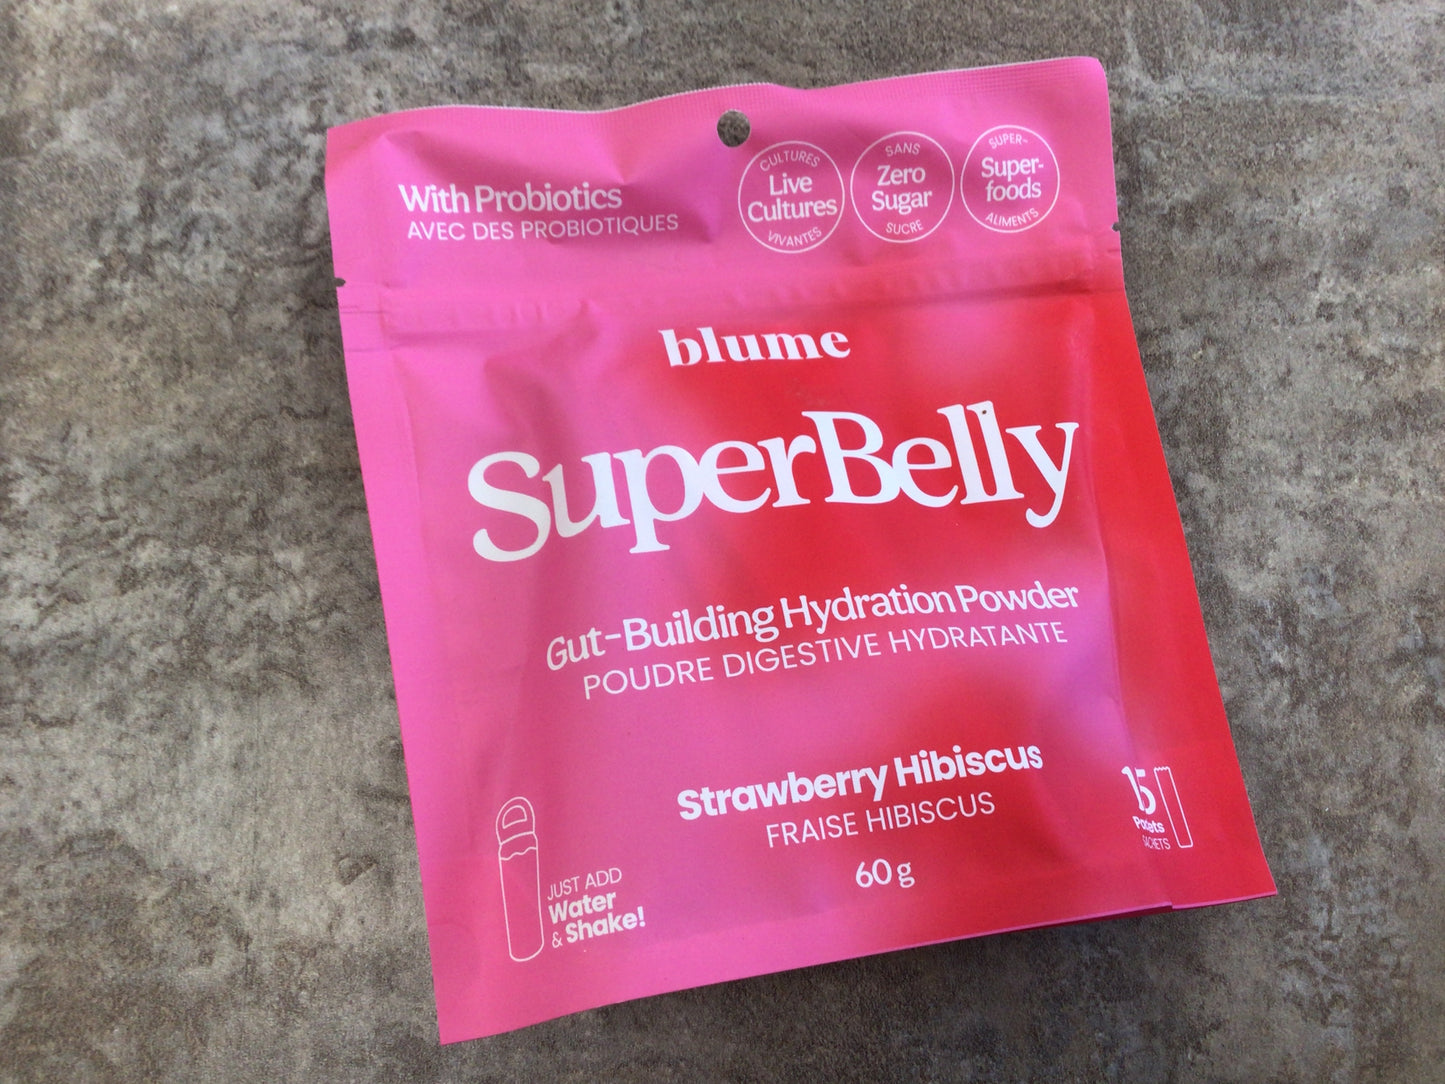 With Probiotics
AVEC DES PROBIOTIQUES
CULTURES
Live
Cultures
VIVANTES
SANS
Zero
Sugar
SUCRE
SUPER-
Super-
foods
ALIMENTS
blume
SuperBelly
Gut-Building Hydration Powder
POUDRE DIGESTIVE HYDRATANTE
Strawberry Hibiscus
FRAISE HIBISCUS
60 g
JUST ADD
Water
& Shake!
15
Packets
SACHETS